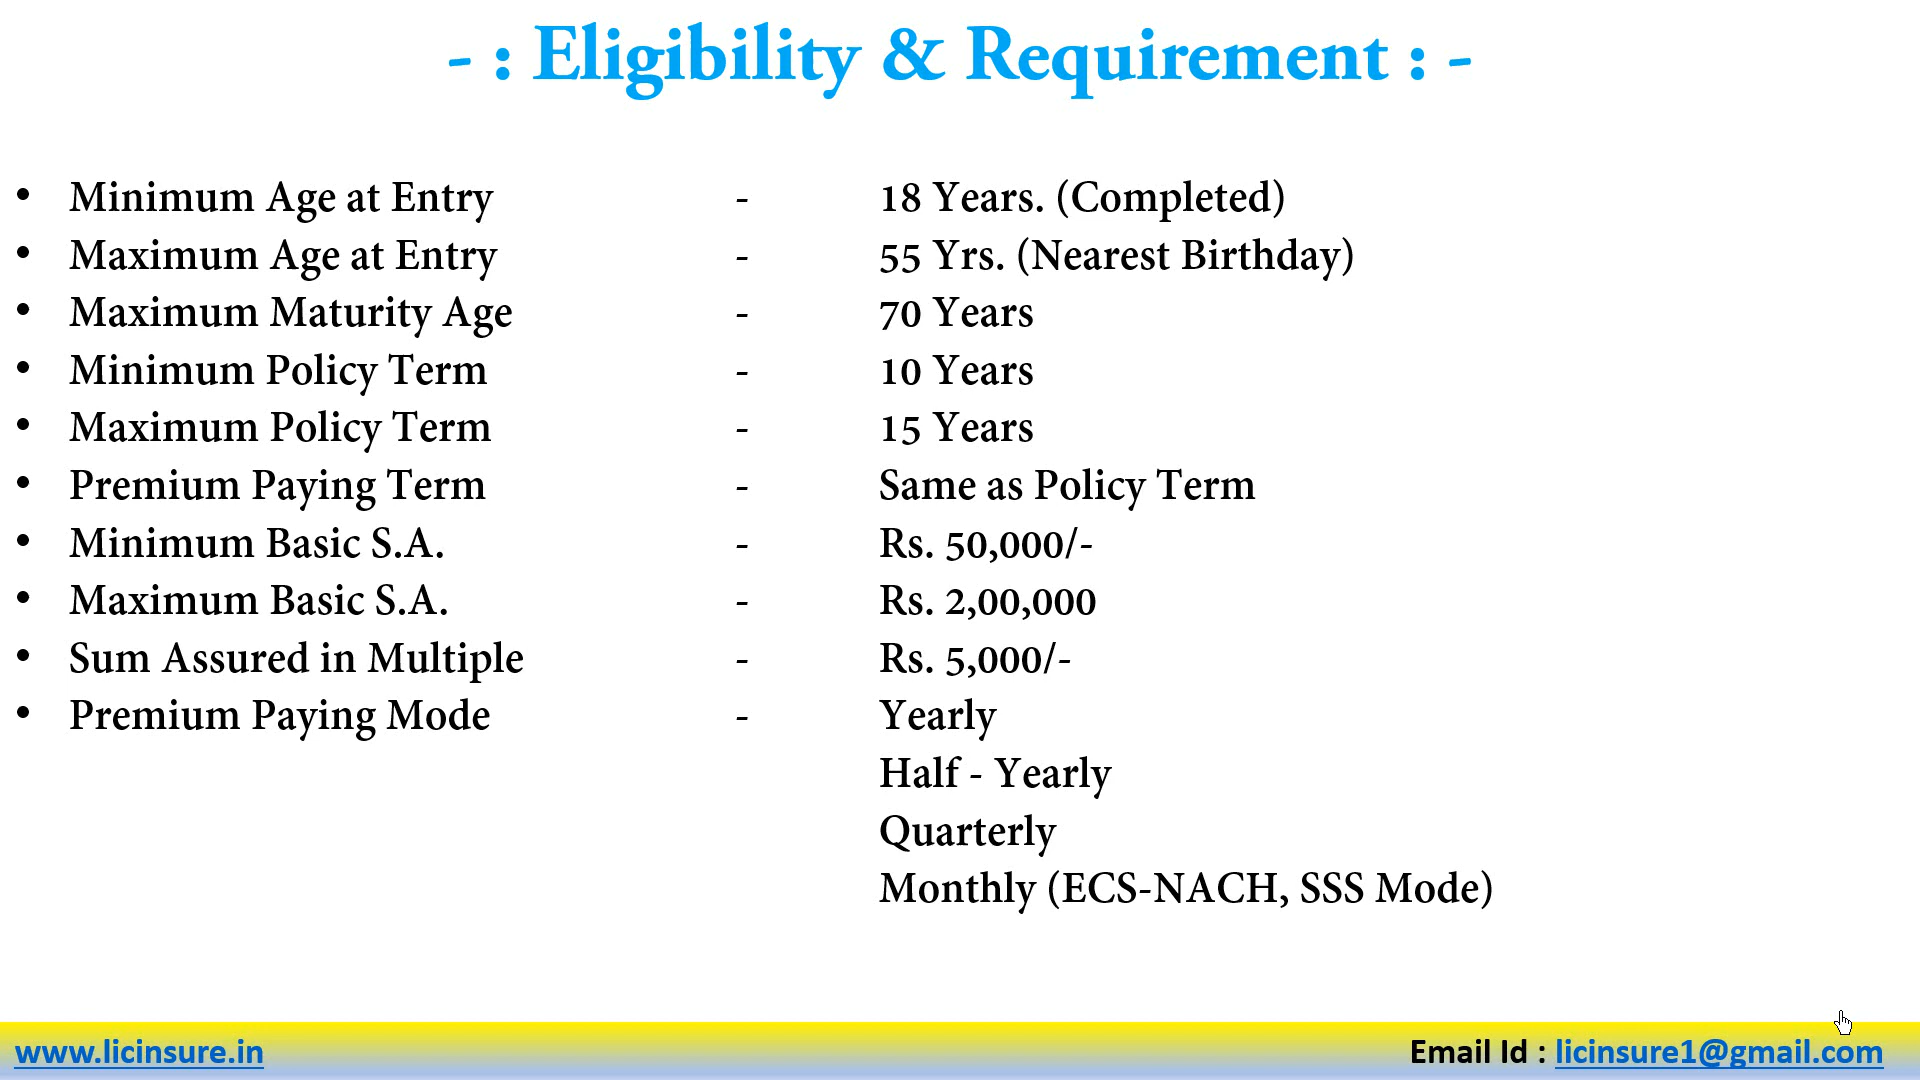 - : Eligibility & Requirement : -
• Minimum Age at Entry - 18 Years. (Completed)
• Maximum Age at Entry - 55 Yrs. (Nearest Birthday)
• Maximum Maturity Age - 70 Years
• Minimum Policy Term - 10 Years
• Maximum Policy Term - 15 Years
• Premium Paying Term - Same as Policy Term
• Minimum Basic S.A. - Rs. 50,000/-
• Maximum Basic S.A. - Rs. 2,00,000
• Sum Assured in Multiple - Rs. 5,000/-
• Premium Paying Mode - Yearly
Half - Yearly
Quarterly
Monthly (ECS-NACH, SSS Mode)
www.licinsure.in Email Id : licinsure1@gmail.com